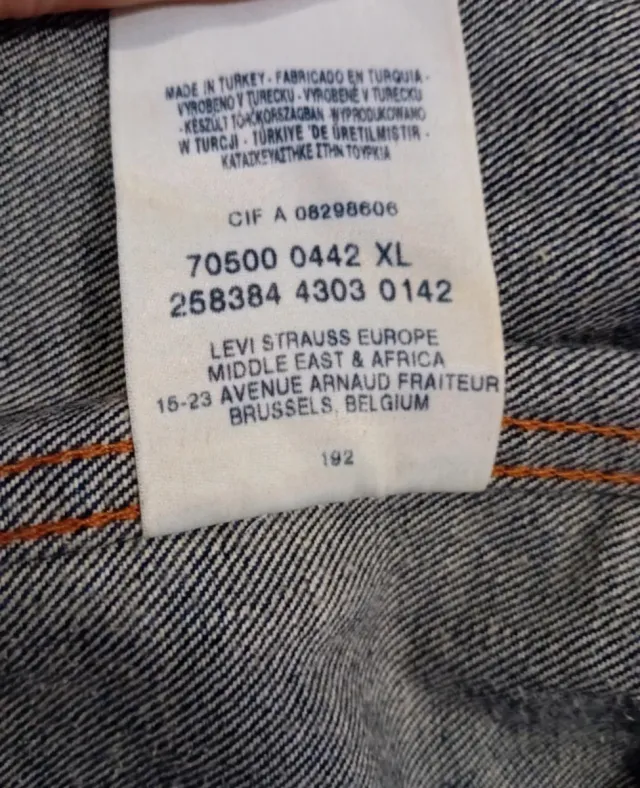 MADE IN TURKEY - FABRICADO EN TURQUIA -
VYROBENO V TURECKU - VYROBENÉ V TURECKU
- KÉSZÜLT TÖRÖKORSZÁGBAN WYPRODUKOWANO
W TURCJI - TÜRKİYE 'DE ÜRETİLMİŞTİR -
ΚΑΤΑΣΚΕΥΑΣΤΗΚΕ ΣΤΗΝ ΤΟΥΡΚΙΑ
CIF A 08298606
70500 0442 XL
258384 4303 0142
LEVI STRAUSS EUROPE
MIDDLE EAST & AFRICA
15-23 AVENUE ARNAUD FRAITEUR
BRUSSELS, BELGIUM
192